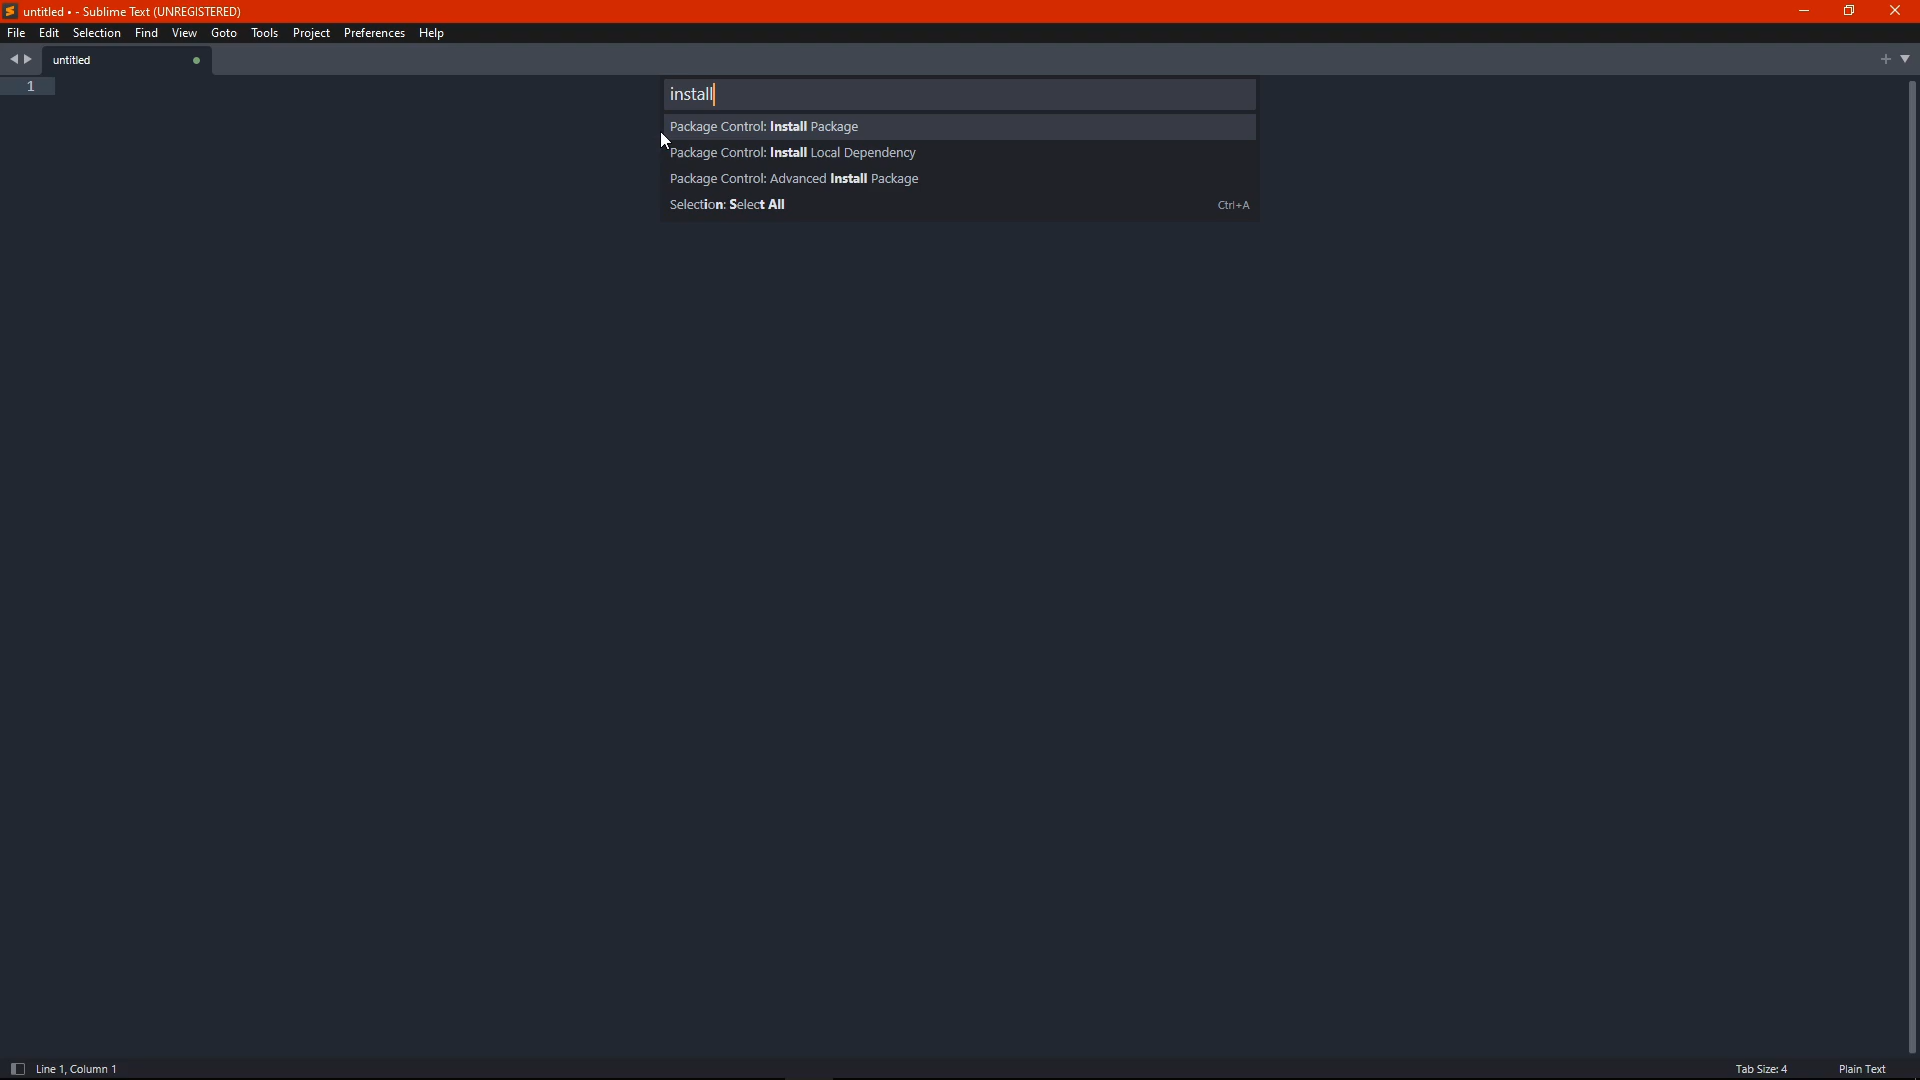 untitled • - Sublime Text (UNREGISTERED)
File Edit Selection Find View Goto Tools Project Preferences Help
untitled
1
install
Package Control: Install Package
Package Control: Install Local Dependency
Package Control: Advanced Install Package
Selection: Select All Ctrl+A
Line 1, Column 1 Tab Size: 4 Plain Text